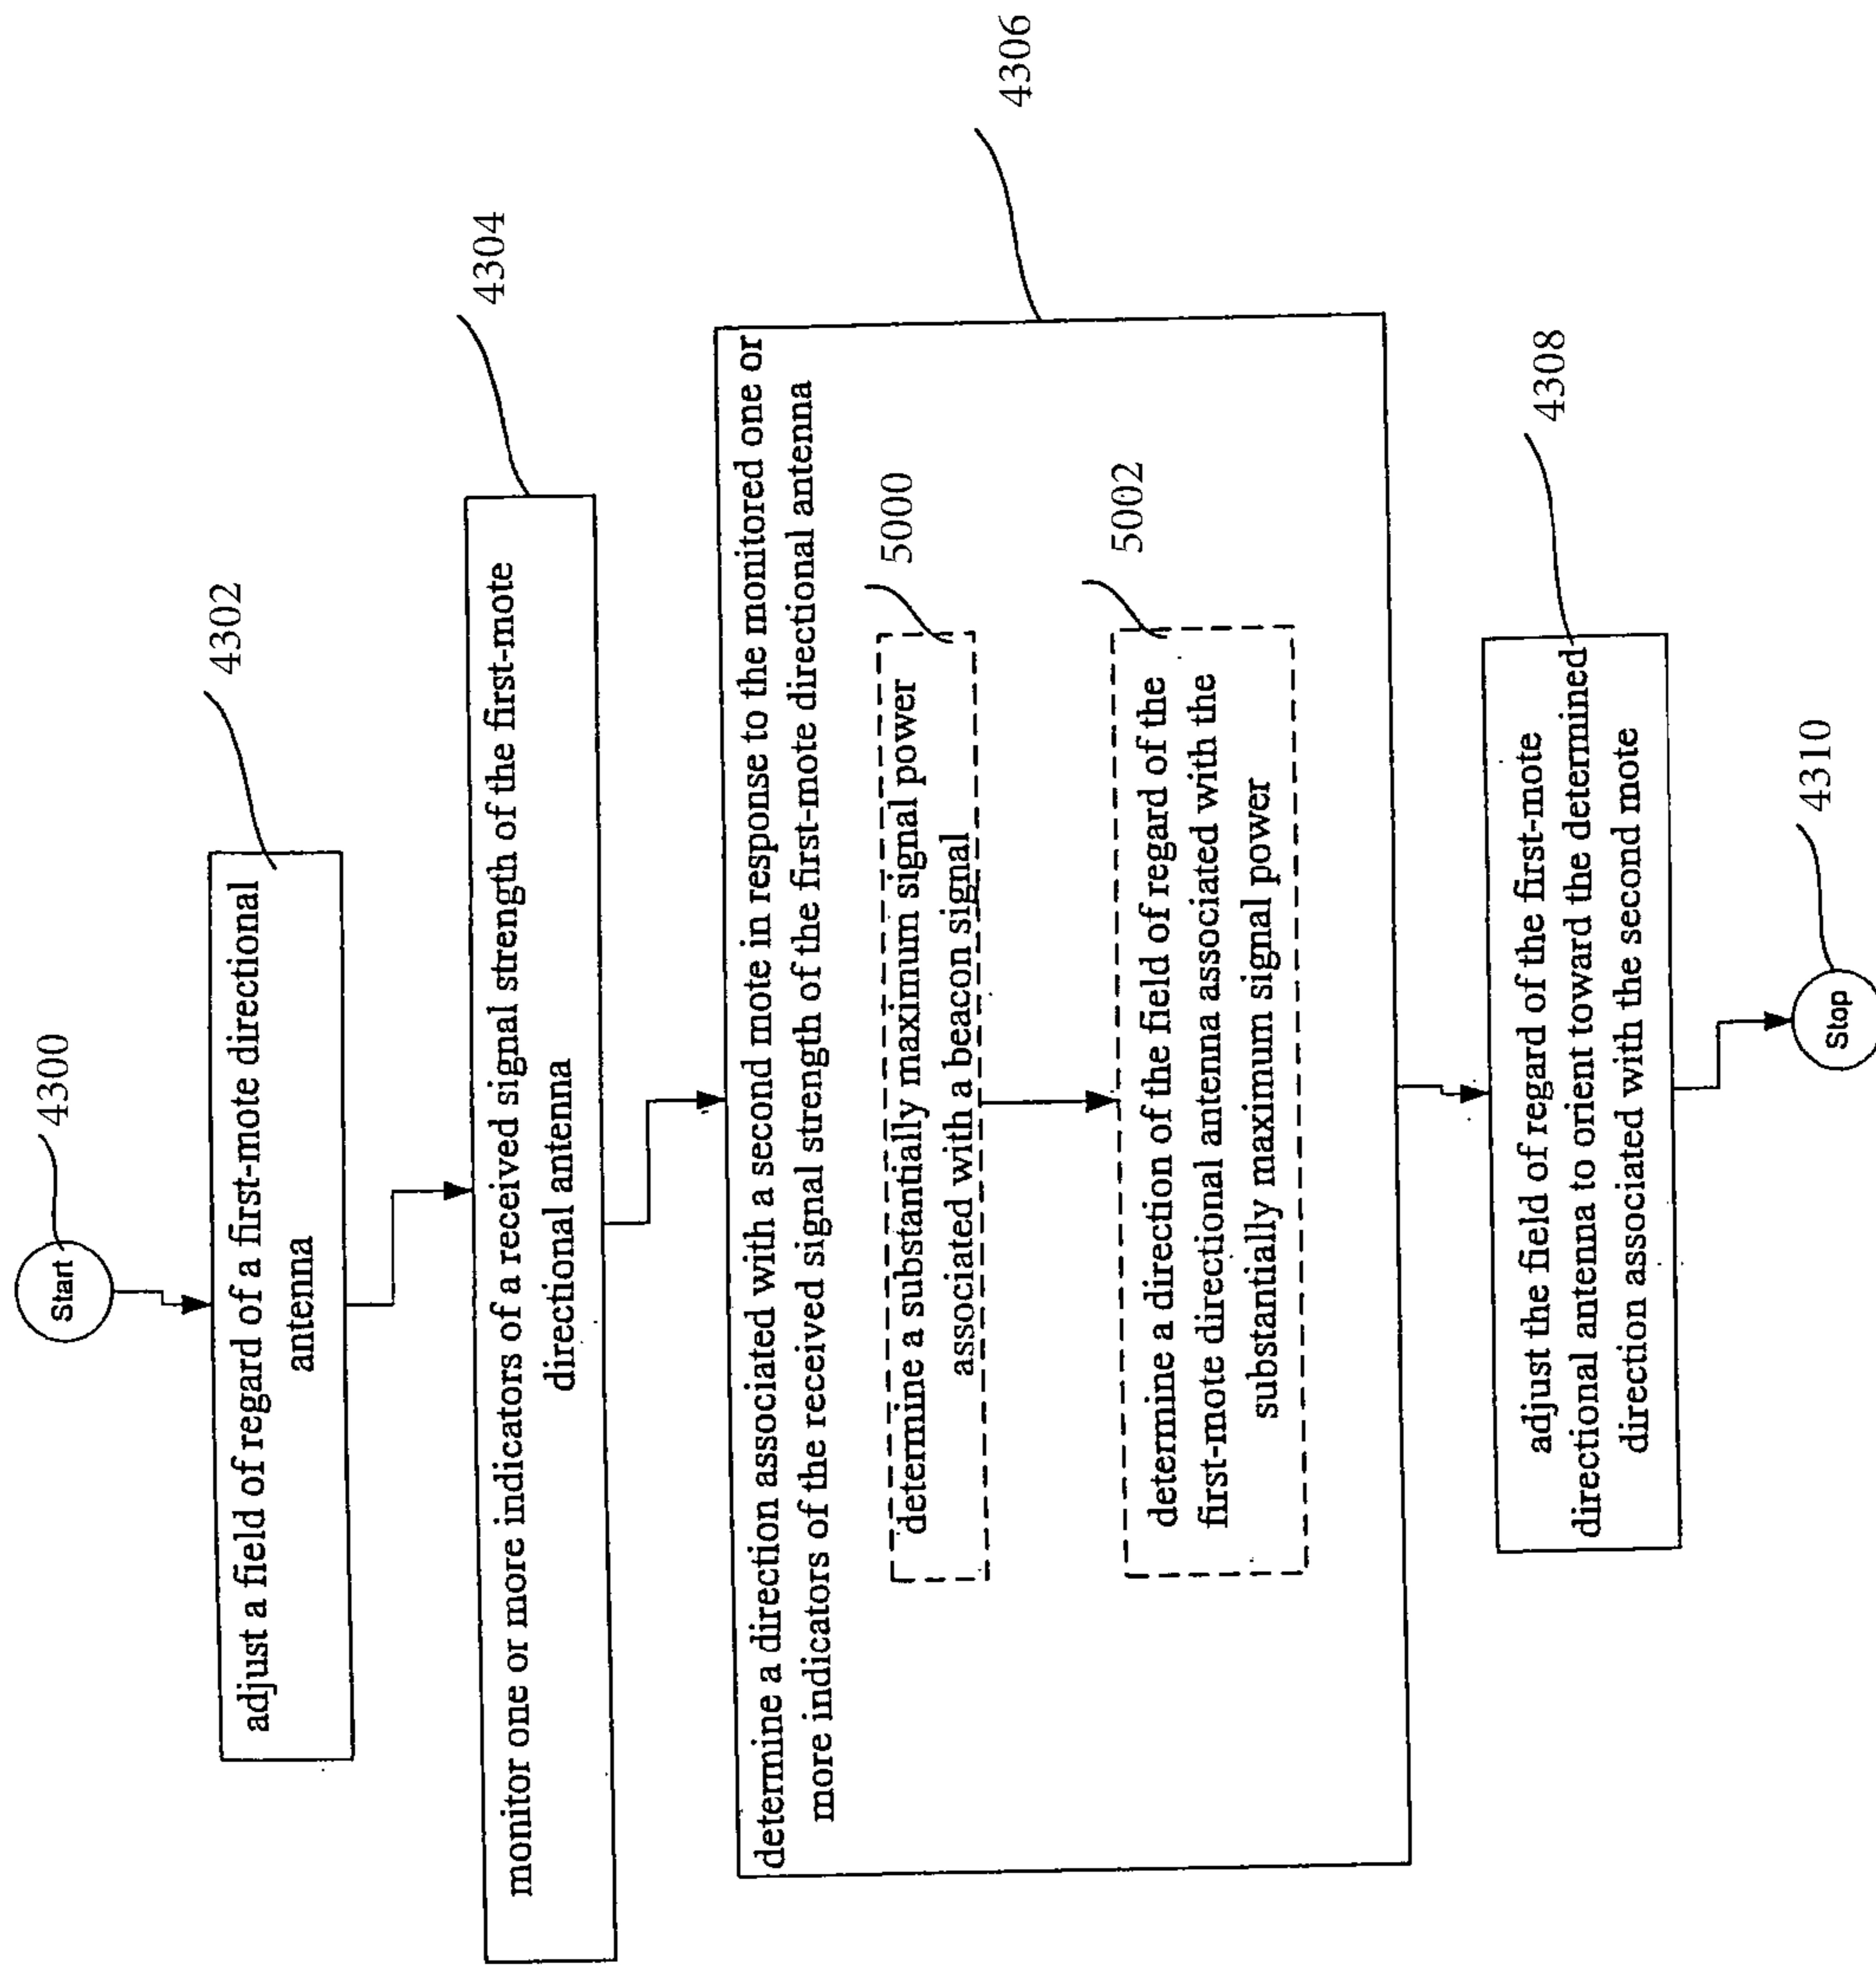 Start
4300
adjust a field of regard of a first-mote directional
antenna
4302
monitor one or more indicators of a received signal strength of the first-mote
directional antenna
4304
determine a direction associated with a second mote in response to the monitored one or
more indicators of the received signal strength of the first-mote directional antenna
4306
determine a substantially maximum signal power
associated with a beacon signal
5000
determine a direction of the field of regard of the
first-mote directional antenna associated with the
substantially maximum signal power
5002
adjust the field of regard of the first-mote
directional antenna to orient toward the determined
direction associated with the second mote
4308
Stop
4310